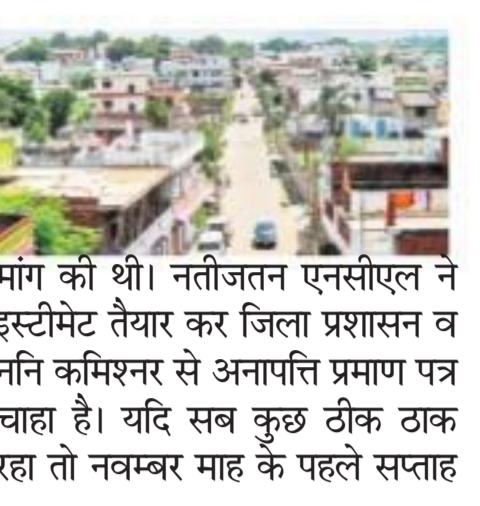 मांग की थी। नतीजतन एनसीएल ने
इस्टीमेट तैयार कर जिला प्रशासन व
ननि कमिश्नर से अनापत्ति प्रमाण पत्र
चाहा है। यदि सब कुछ ठीक ठाक
रहा तो नवम्बर माह के पहले सप्ताह